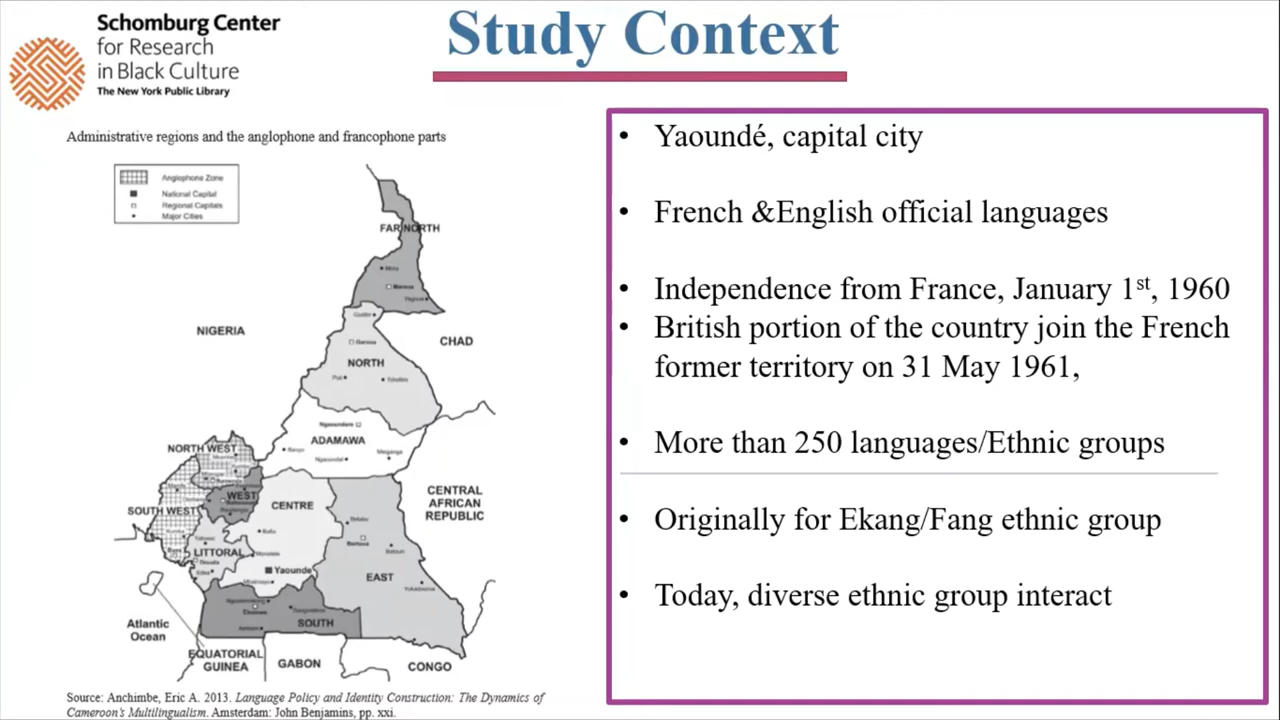 Schomburg Center
for Research
in Black Culture
The New York Public Library
Study Context
Administrative regions and the anglophone and francophone parts
Anglophone Zone
National Capital
Regional Capitals
Major Cities
FAR NORTH
Mora
Maroua
Yagoua
Guider
NIGERIA
CHAD
Garoua
NORTH
Poli
Tcholliré
Ngaoundere
ADAMAWA
Banyo
Meiganga
Ngaoundal
NORTH WEST
WEST
CENTRE
CENTRAL
AFRICAN
REPUBLIC
SOUTH WEST
Bafia
Bertoua
Batouri
LITTORAL
Douala
Edea
Yaounde
EAST
Yokadouma
Mbalmayo
Ebolowa
SOUTH
Ambam
Atlantic
Ocean
EQUATORIAL
GUINEA
GABON
CONGO
Source: Anchimbe, Eric A. 2013. Language Policy and Identity Construction: The Dynamics of
Cameroon's Multilingualism. Amsterdam: John Benjamins, pp. xxi.
• Yaoundé, capital city
• French &English official languages
• Independence from France, January 1st, 1960
• British portion of the country join the French
former territory on 31 May 1961,
• More than 250 languages/Ethnic groups
• Originally for Ekang/Fang ethnic group
• Today, diverse ethnic group interact